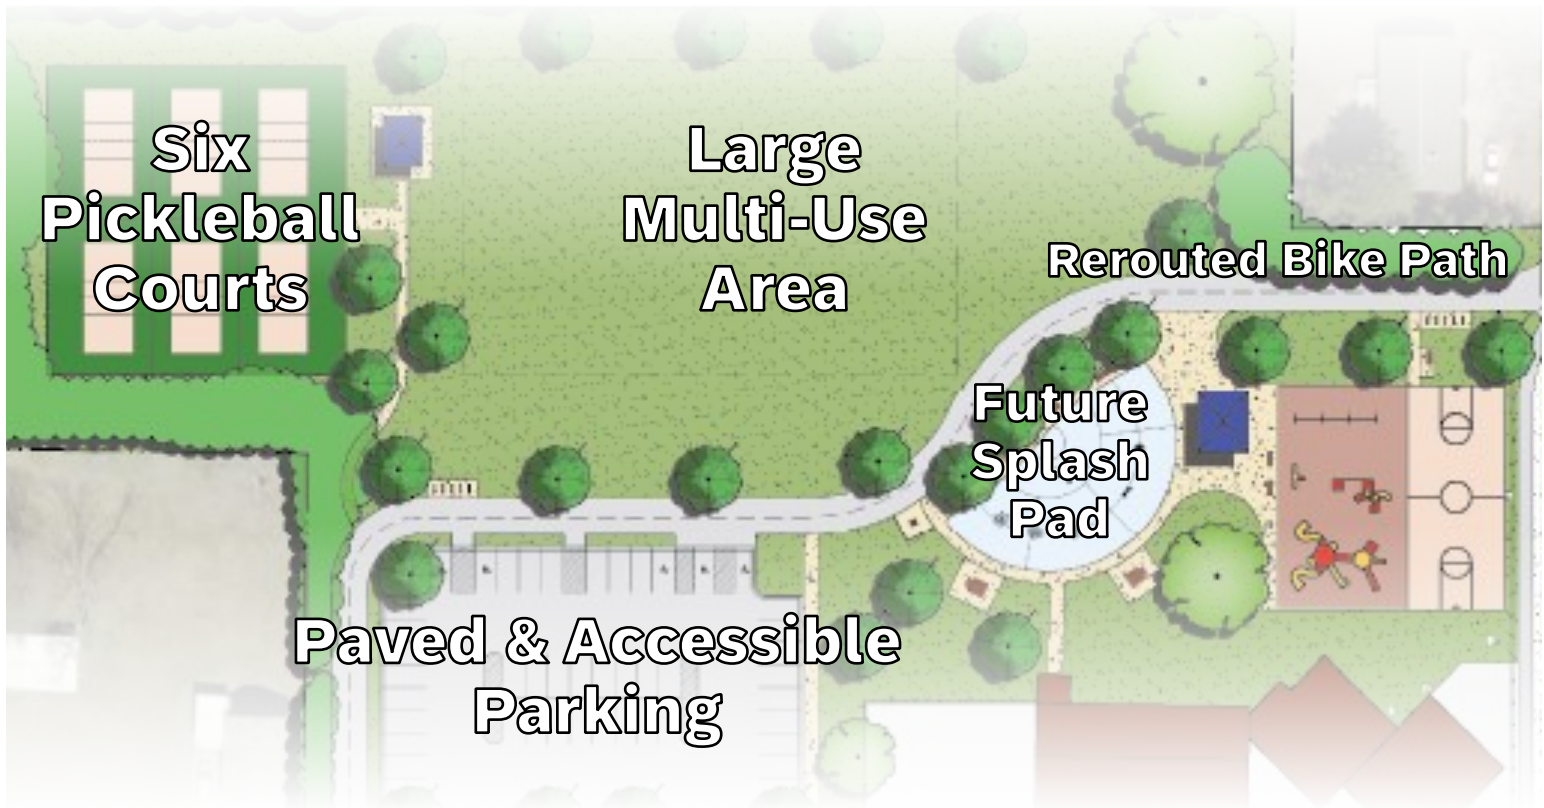 Six
Pickleball
Courts
Large
Multi-Use
Area
Rerouted Bike Path
Future
Splash
Pad
Paved & Accessible
Parking